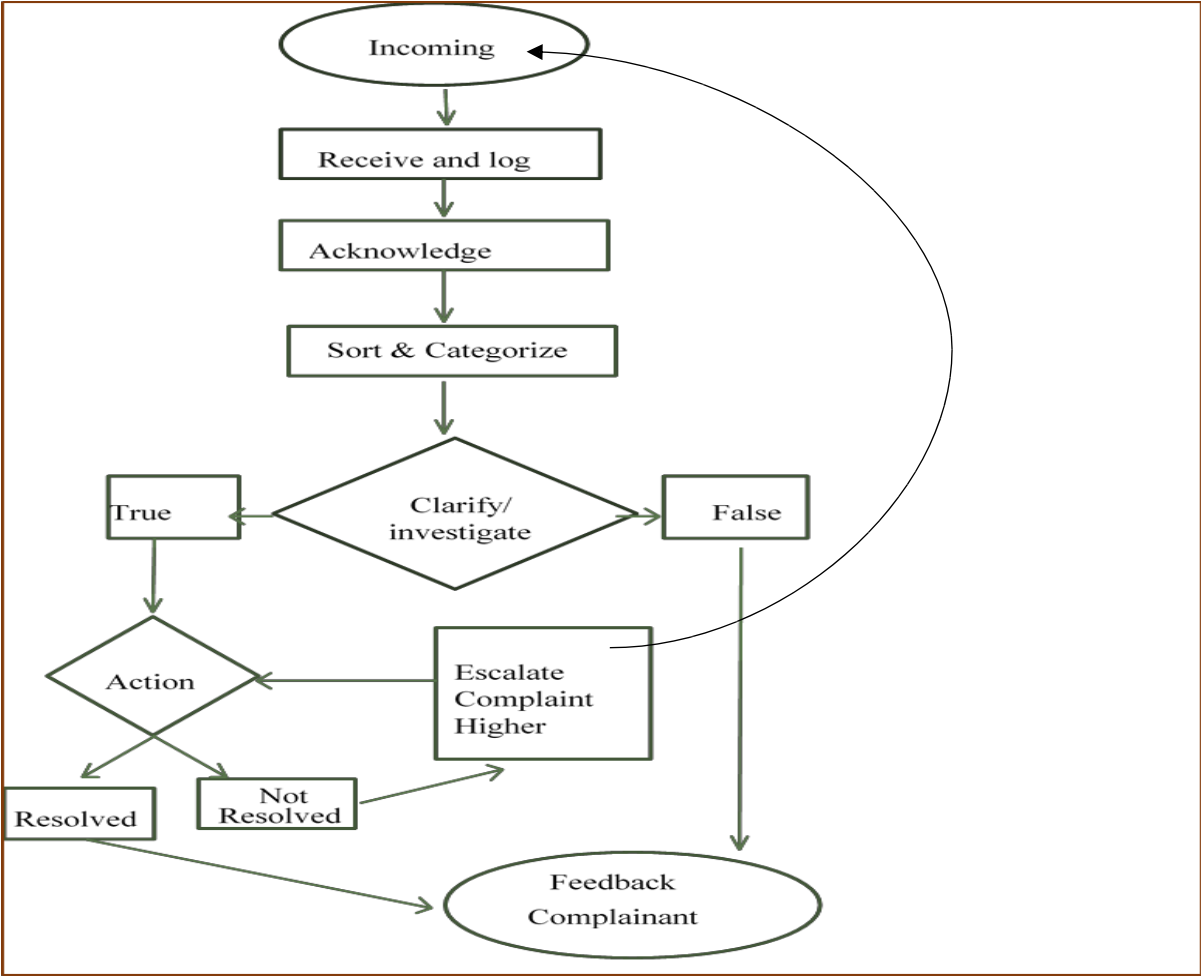 Incoming
Receive and log
Acknowledge
Sort & Categorize
Clarify/
investigate
True
False
Action
Escalate
Complaint
Higher
Resolved
Not
Resolved
Feedback
Complainant